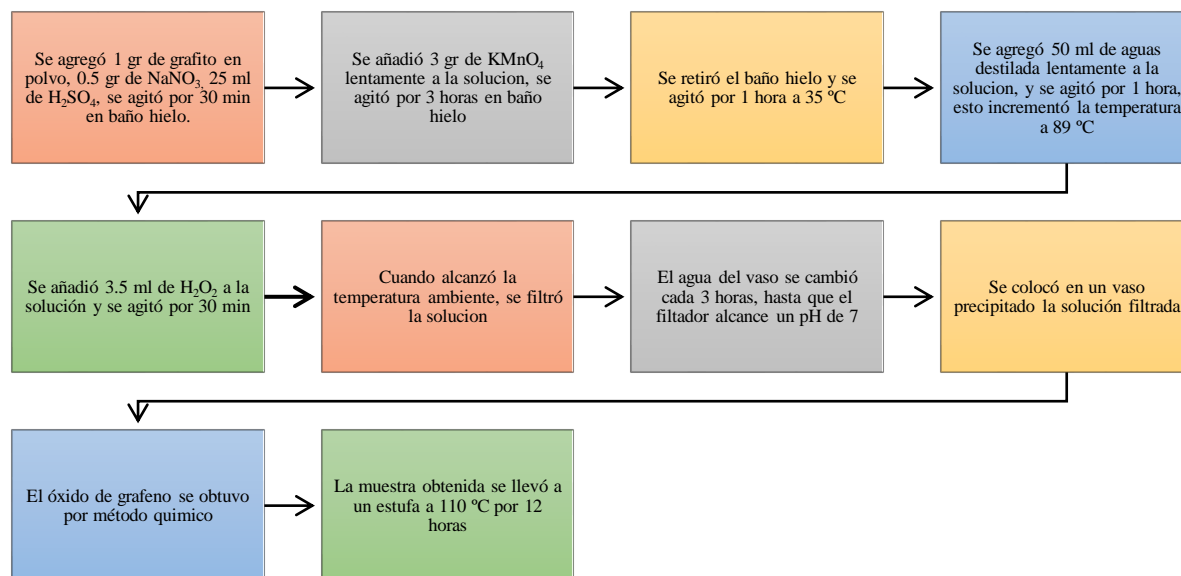 Se agregó 1 gr de grafito en
polvo, 0.5 gr de NaNO₃, 25 ml
de H₂SO₄, se agitó por 30 min
en baño hielo.
Se añadió 3 gr de KMnO₄
lentamente a la solucion, se
agitó por 3 horas en baño
hielo
Se retiró el baño hielo y se
agitó por 1 hora a 35 ºC
Se agregó 50 ml de aguas
destilada lentamente a la
solucion, y se agitó por 1 hora,
esto incrementó la temperatura
a 89 ºC
Se añadió 3.5 ml de H₂O₂ a la
solución y se agitó por 30 min
Cuando alcanzó la
temperatura ambiente, se filtró
la solucion
El agua del vaso se cambió
cada 3 horas, hasta que el
filtador alcance un pH de 7
Se colocó en un vaso
precipitado la solución filtrada
El óxido de grafeno se obtuvo
por método quimico
La muestra obtenida se llevó a
un estufa a 110 ºC por 12
horas